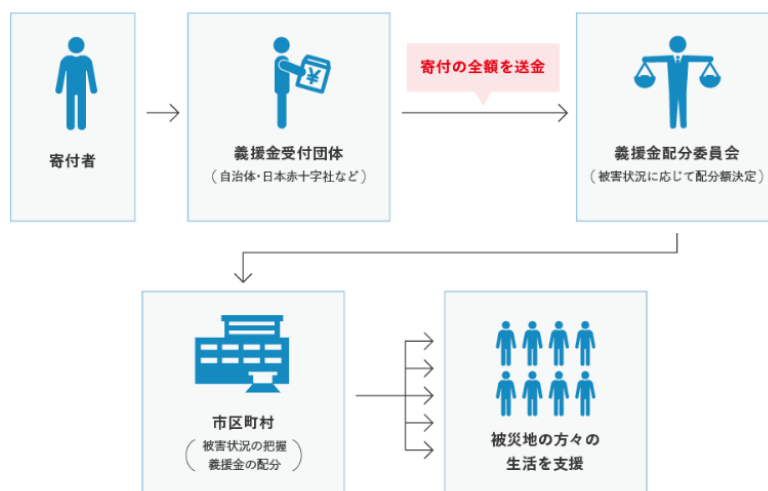 寄付者
義援金受付団体
（自治体・日本赤十字社など）
寄付の全額を送金
義援金配分委員会
（被害状況に応じて配分額決定）
市区町村
（被害状況の把握
義援金の配分）
被災地の方々の
生活を支援